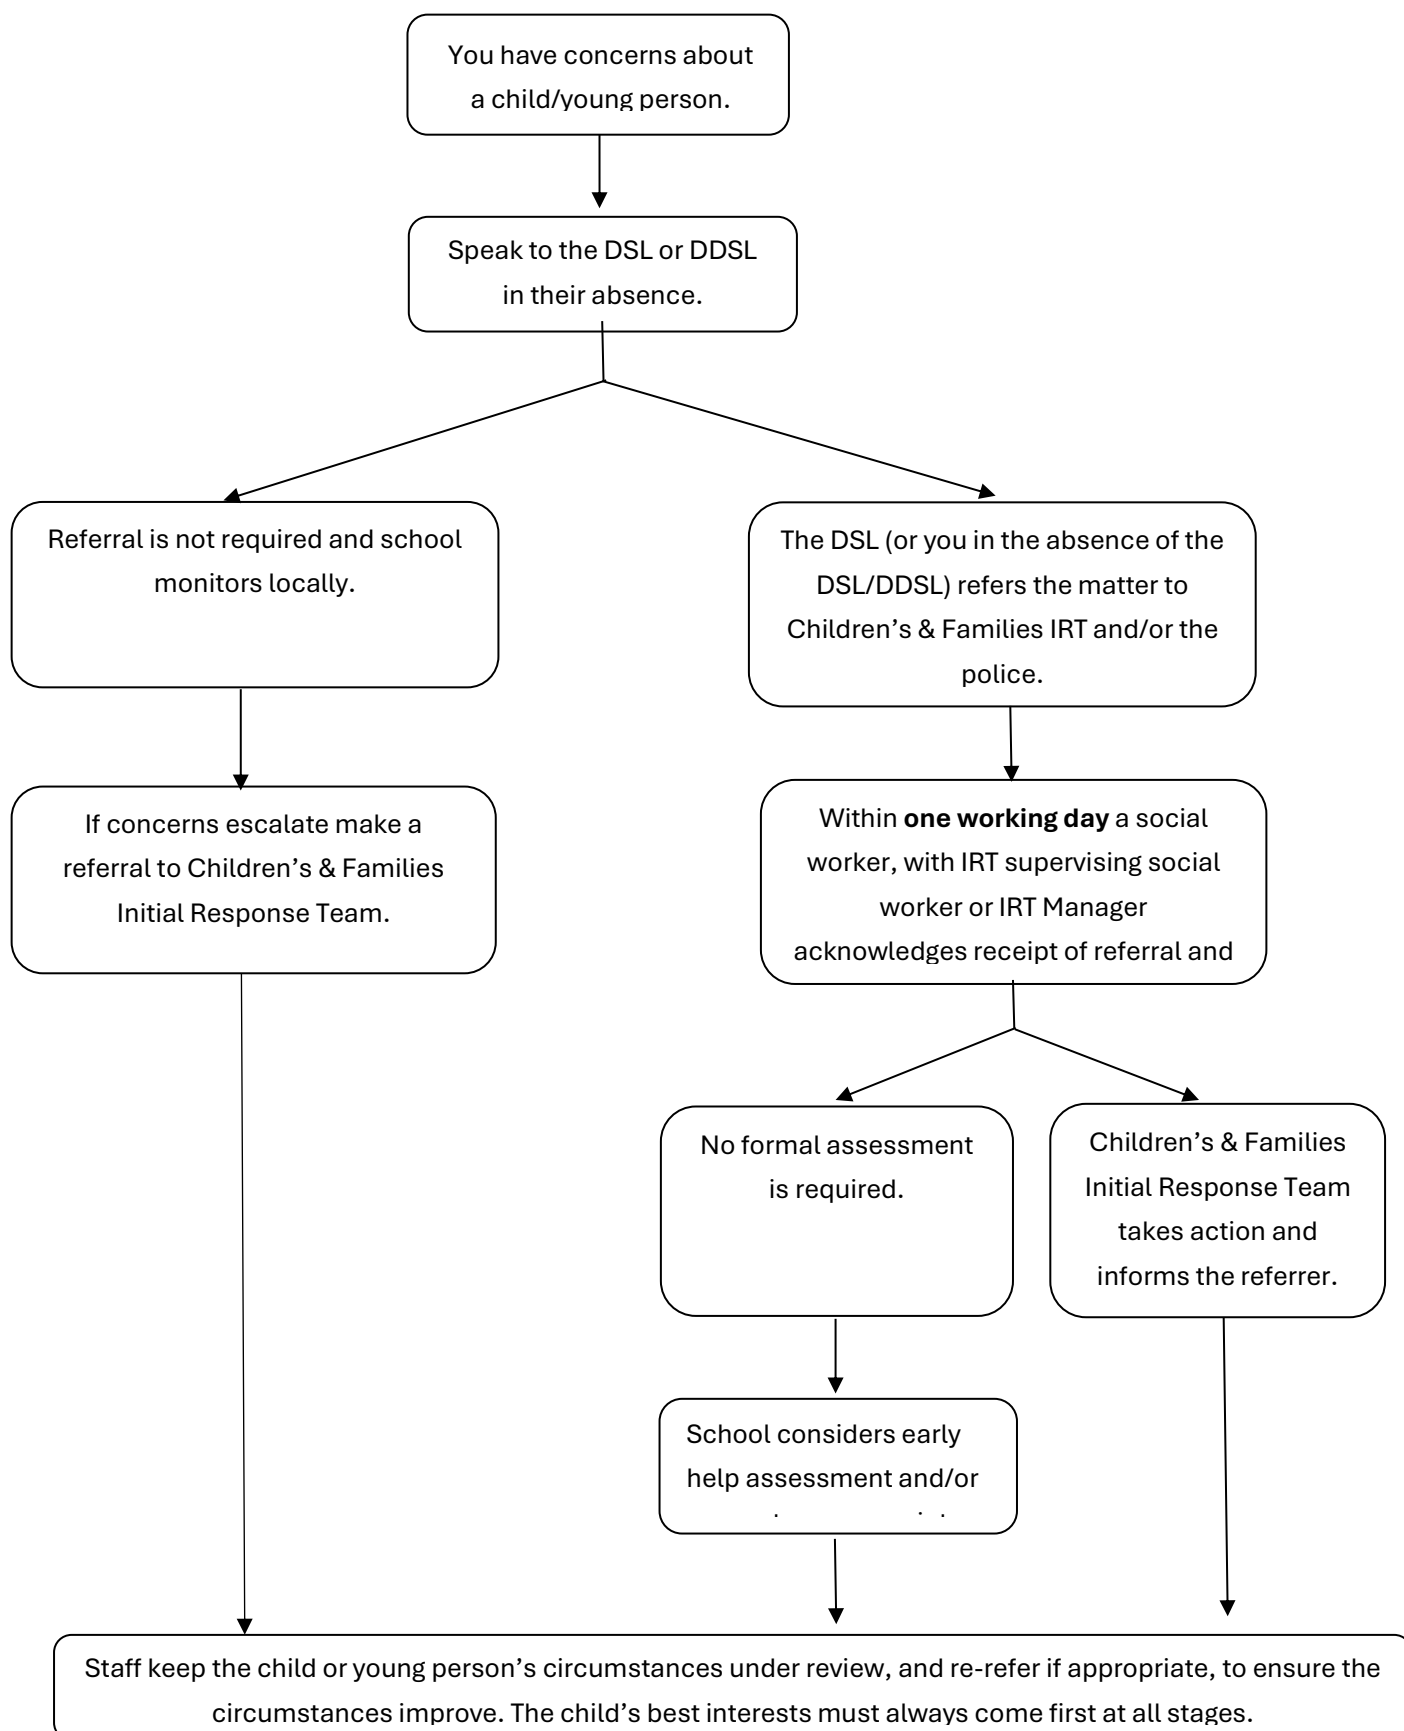 You have concerns about
a child/young person.
Speak to the DSL or DDSL
in their absence.
Referral is not required and school
monitors locally.
The DSL (or you in the absence of the
DSL/DDSL) refers the matter to
Children’s & Families IRT and/or the
police.
If concerns escalate make a
referral to Children’s & Families
Initial Response Team.
Within one working day a social
worker, with IRT supervising social
worker or IRT Manager
acknowledges receipt of referral and
No formal assessment
is required.
Children’s & Families
Initial Response Team
takes action and
informs the referrer.
School considers early
help assessment and/or
Staff keep the child or young person’s circumstances under review, and re-refer if appropriate, to ensure the
circumstances improve. The child’s best interests must always come first at all stages.